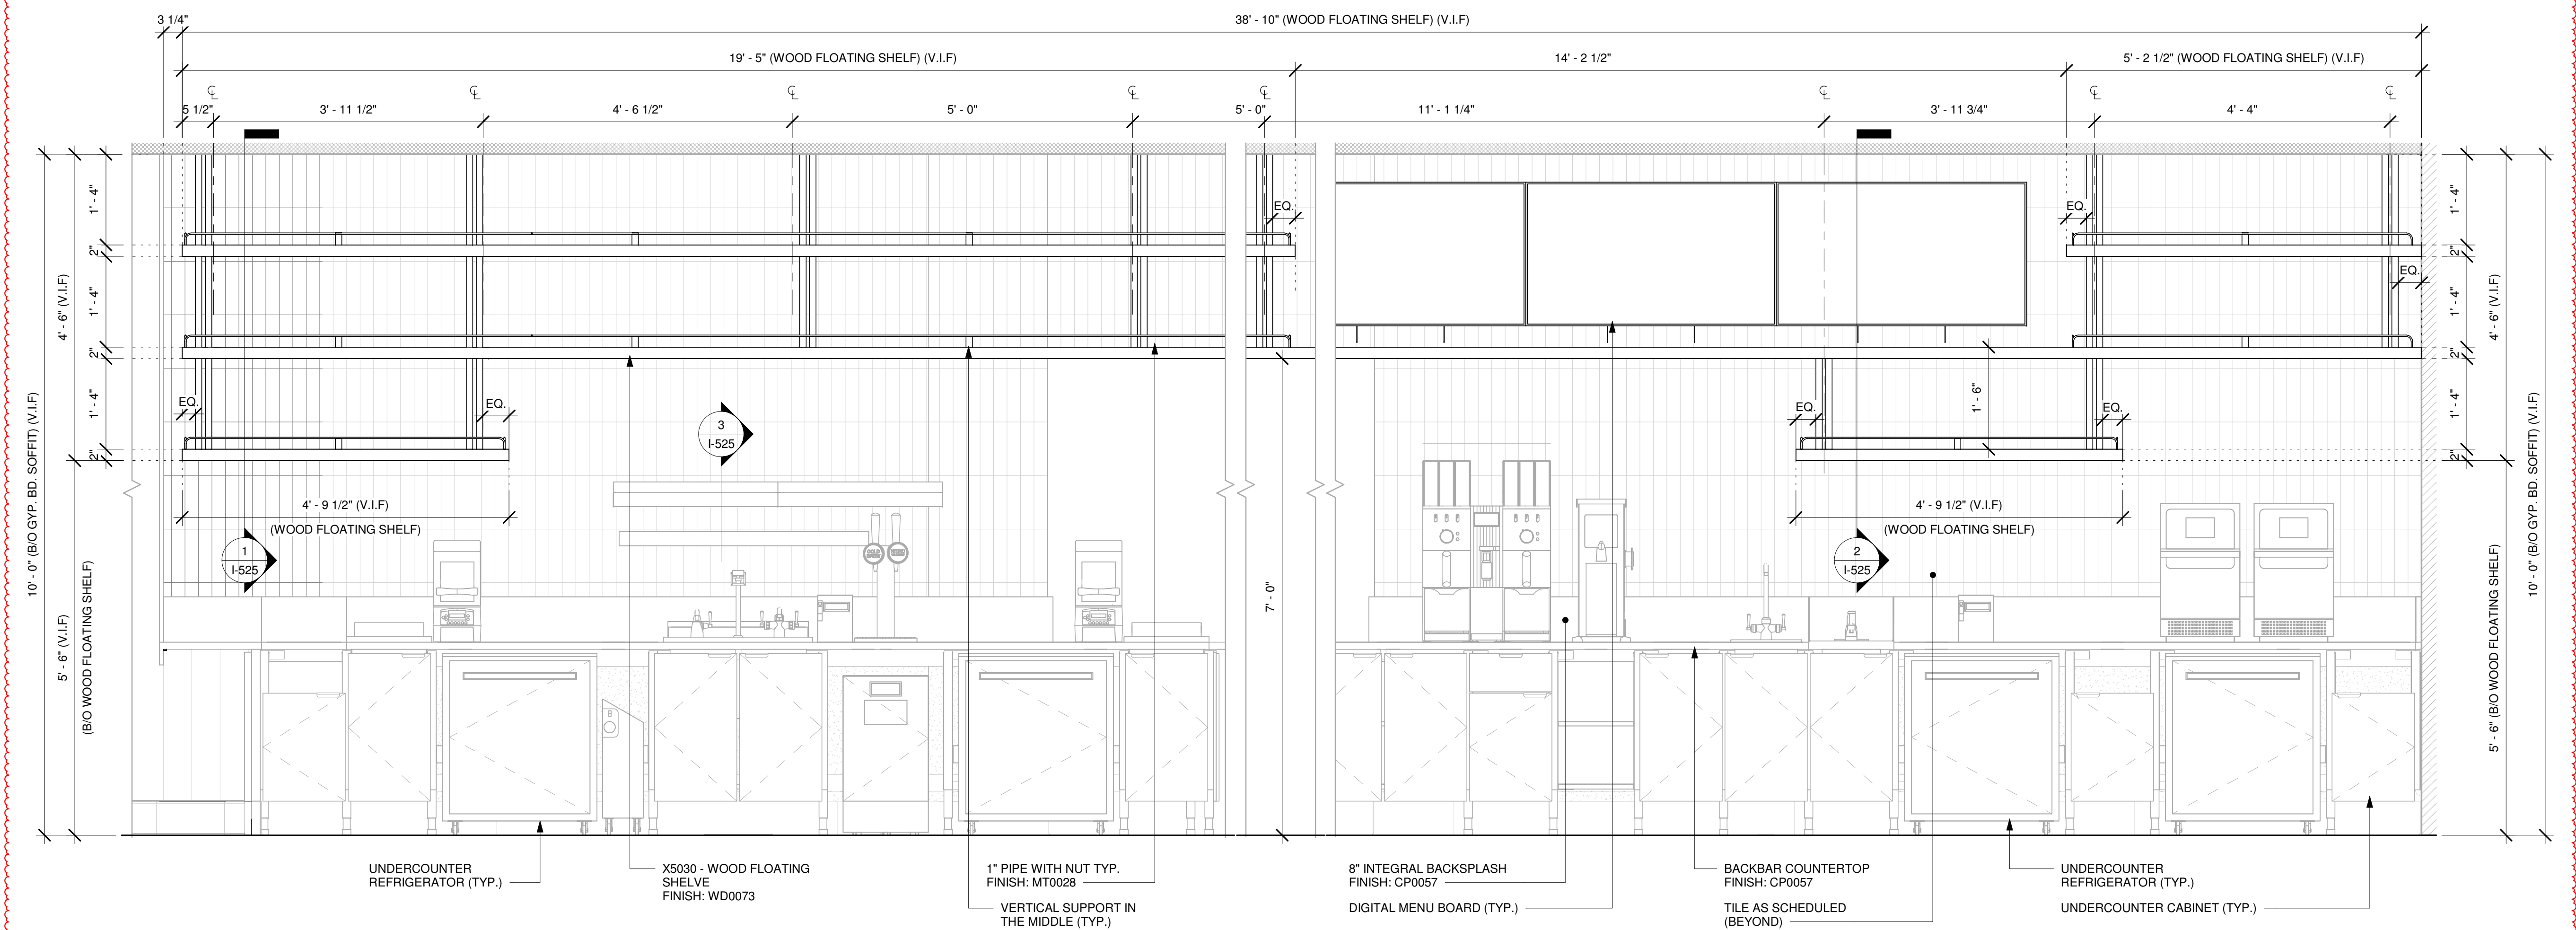 3 1/4"
38' - 10" (WOOD FLOATING SHELF) (V.I.F)
19' - 5" (WOOD FLOATING SHELF) (V.I.F)
14' - 2 1/2"
5' - 2 1/2" (WOOD FLOATING SHELF) (V.I.F)
5 1/2"
3' - 11 1/2"
4' - 6 1/2"
5' - 0"
5' - 0"
11' - 1 1/4"
3' - 11 3/4"
4' - 4"
10' - 0" (B/O GYP. BD. SOFFIT) (V.I.F)
4' - 6" (V.I.F)
5' - 6" (V.I.F)
(B/O WOOD FLOATING SHELF)
1' - 4"
2"
1' - 4"
2"
1' - 4"
2"
EQ.
EQ.
EQ.
EQ.
EQ.
EQ.
EQ.
4' - 9 1/2" (V.I.F)
(WOOD FLOATING SHELF)
1
I-525
3
I-525
COLD
7' - 0"
1' - 6"
4' - 9 1/2" (V.I.F)
(WOOD FLOATING SHELF)
2
I-525
1' - 4"
2"
1' - 4"
2"
1' - 4"
2"
4' - 6" (V.I.F)
5' - 6" (B/O WOOD FLOATING SHELF)
10' - 0" (B/O GYP. BD. SOFFIT) (V.I.F)
UNDERCOUNTER
REFRIGERATOR (TYP.)
X5030 - WOOD FLOATING
SHELVE
FINISH: WD0073
1" PIPE WITH NUT TYP.
FINISH: MT0028
VERTICAL SUPPORT IN
THE MIDDLE (TYP.)
8" INTEGRAL BACKSPLASH
FINISH: CP0057
DIGITAL MENU BOARD (TYP.)
BACKBAR COUNTERTOP
FINISH: CP0057
TILE AS SCHEDULED
(BEYOND)
UNDERCOUNTER
REFRIGERATOR (TYP.)
UNDERCOUNTER CABINET (TYP.)